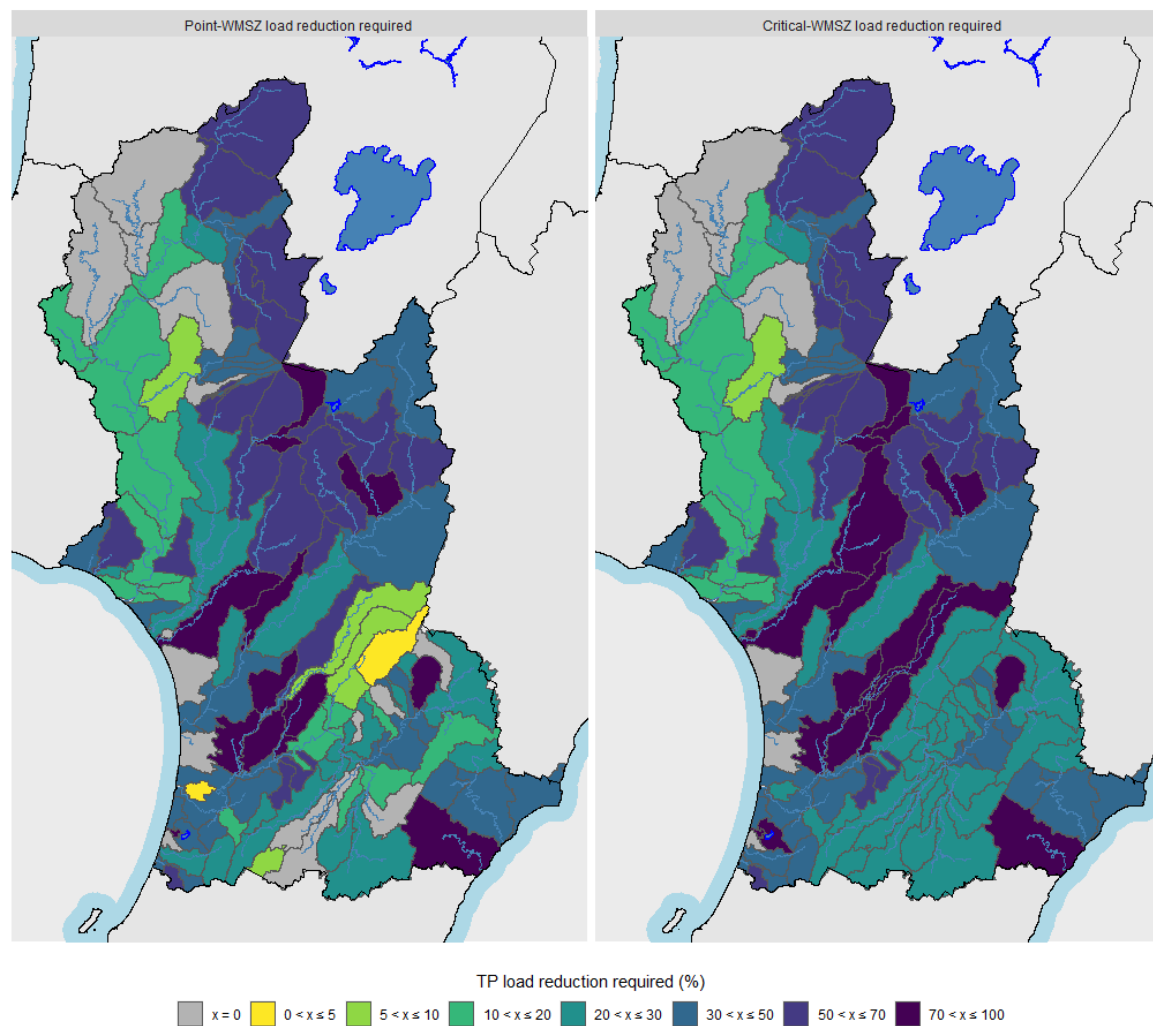 Point-WMSZ load reduction required
Critical-WMSZ load reduction required
TP load reduction required (%)
x = 0
0 < x ≤ 5
5 < x ≤ 10
10 < x ≤ 20
20 < x ≤ 30
30 < x ≤ 50
50 < x ≤ 70
70 < x ≤ 100